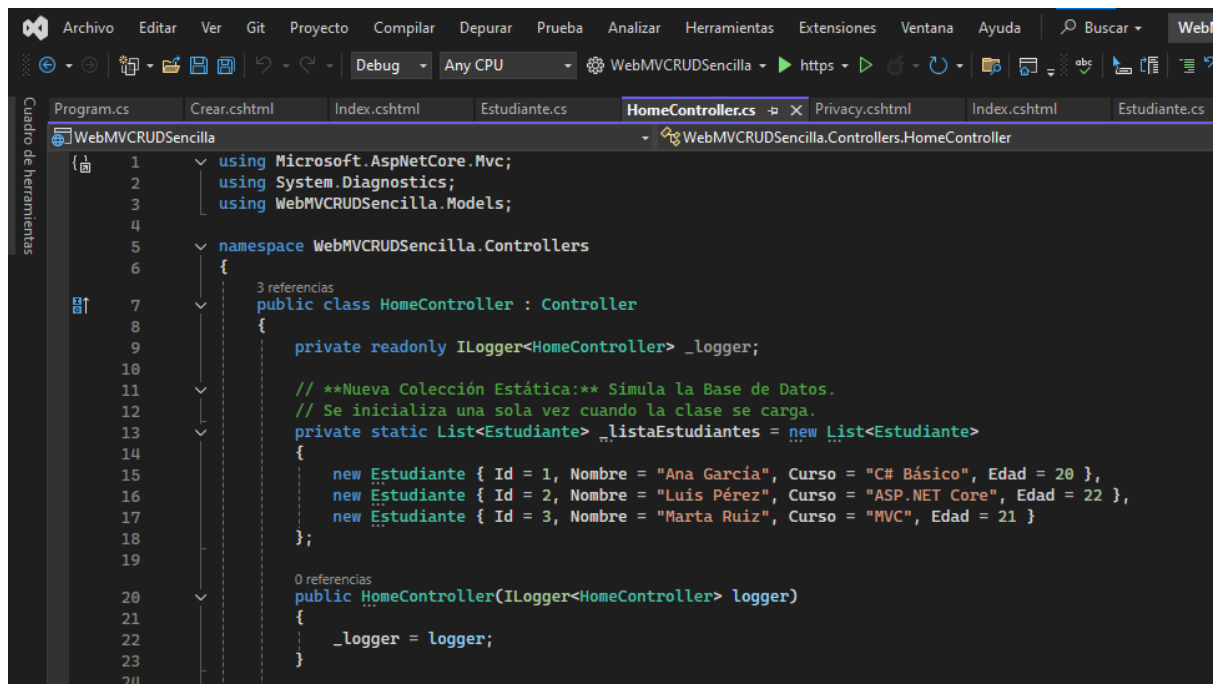 Archivo Editar Ver Git Proyecto Compilar Depurar Prueba Analizar Herramientas Extensiones Ventana Ayuda Buscar
Debug Any CPU WebMVCRUDSencilla https
Cuadro de herramientas
Program.cs Crear.cshtml Index.cshtml Estudiante.cs HomeController.cs Privacy.cshtml Index.cshtml Estudiante.cs
WebMVCRUDSencilla WebMVCRUDSencilla.Controllers.HomeController
1 using Microsoft.AspNetCore.Mvc;
2 using System.Diagnostics;
3 using WebMVCRUDSencilla.Models;
4
5 namespace WebMVCRUDSencilla.Controllers
6 {
3 referencias
7 public class HomeController : Controller
8 {
9 private readonly ILogger<HomeController> _logger;
10
11 // **Nueva Colección Estática:** Simula la Base de Datos.
12 // Se inicializa una sola vez cuando la clase se carga.
13 private static List<Estudiante> _listaEstudiantes = new List<Estudiante>
14 {
15 new Estudiante { Id = 1, Nombre = "Ana García", Curso = "C# Básico", Edad = 20 },
16 new Estudiante { Id = 2, Nombre = "Luis Pérez", Curso = "ASP.NET Core", Edad = 22 },
17 new Estudiante { Id = 3, Nombre = "Marta Ruiz", Curso = "MVC", Edad = 21 }
18 };
19
0 referencias
20 public HomeController(ILogger<HomeController> logger)
21 {
22 _logger = logger;
23 }
24